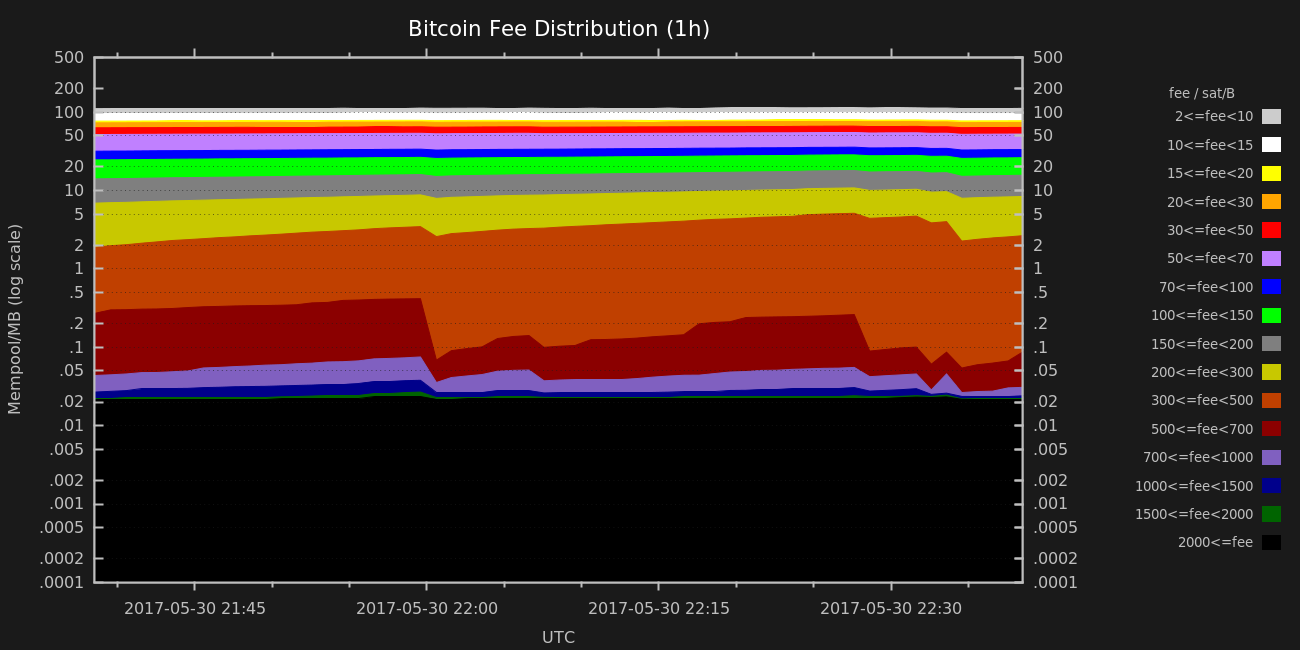 Bitcoin Fee Distribution (1h)
Mempool/MB (log scale)
500
200
100
50
20
10
5
2
1
.5
.2
.1
.05
.02
.01
.005
.002
.001
.0005
.0002
.0001
500
200
100
50
20
10
5
2
1
.5
.2
.1
.05
.02
.01
.005
.002
.001
.0005
.0002
.0001
2017-05-30 21:45 2017-05-30 22:00 2017-05-30 22:15 2017-05-30 22:30
UTC
fee / sat/B
2<=fee<10
10<=fee<15
15<=fee<20
20<=fee<30
30<=fee<50
50<=fee<70
70<=fee<100
100<=fee<150
150<=fee<200
200<=fee<300
300<=fee<500
500<=fee<700
700<=fee<1000
1000<=fee<1500
1500<=fee<2000
2000<=fee